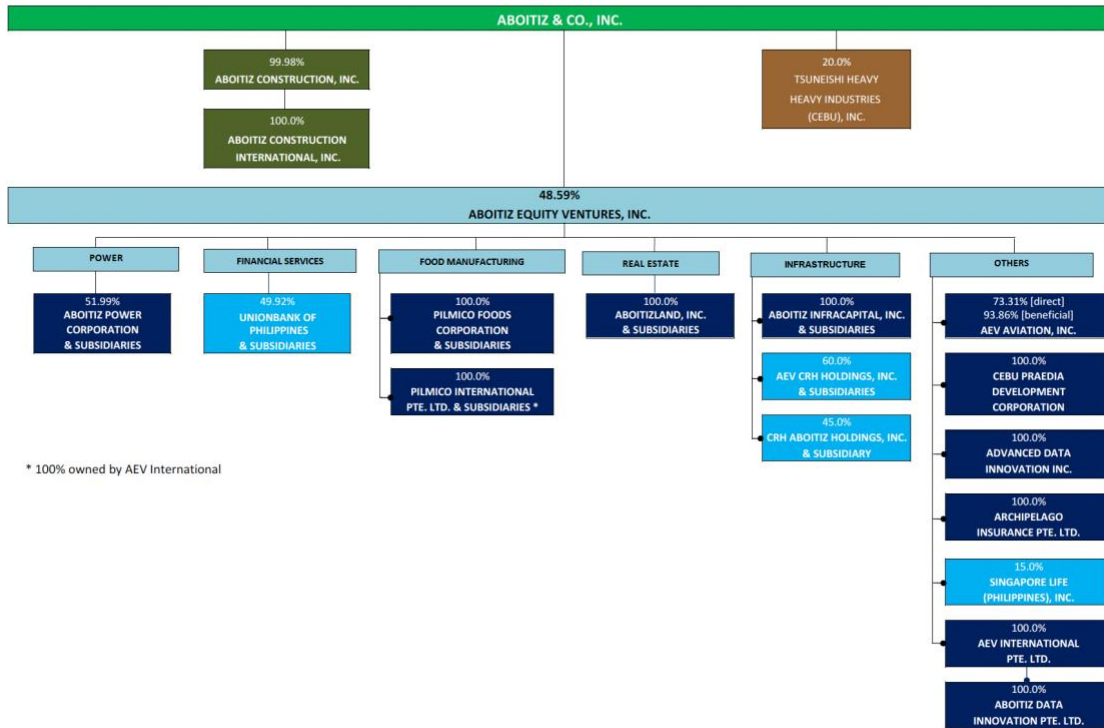 ABOITIZ & CO., INC.
99.98%
ABOITIZ CONSTRUCTION, INC.
100.0%
ABOITIZ CONSTRUCTION
INTERNATIONAL, INC.
20.0%
TSUNEISHI HEAVY
HEAVY INDUSTRIES
(CEBU), INC.
48.59%
ABOITIZ EQUITY VENTURES, INC.
POWER
51.99%
ABOITIZ POWER
CORPORATION
& SUBSIDIARIES
FINANCIAL SERVICES
49.92%
UNIONBANK OF
PHILIPPINES
& SUBSIDIARIES
FOOD MANUFACTURING
100.0%
PILMICO FOODS
CORPORATION
& SUBSIDIARIES
100.0%
PILMICO INTERNATIONAL
PTE. LTD. & SUBSIDIARIES *
REAL ESTATE
100.0%
ABOITIZLAND, INC.
& SUBSIDIARIES
INFRASTRUCTURE
100.0%
ABOITIZ INFRACAPITAL, INC.
& SUBSIDIARIES
60.0%
AEV CRH HOLDINGS, INC.
& SUBSIDIARIES
45.0%
CRH ABOITIZ HOLDINGS, INC.
& SUBSIDIARY
OTHERS
73.31% [direct]
93.86% [beneficial]
AEV AVIATION, INC.
100.0%
CEBU PRAEDIA
DEVELOPMENT
CORPORATION
100.0%
ADVANCED DATA
INNOVATION INC.
100.0%
ARCHIPELAGO
INSURANCE PTE. LTD.
15.0%
SINGAPORE LIFE
(PHILIPPINES), INC.
100.0%
AEV INTERNATIONAL
PTE. LTD.
100.0%
ABOITIZ DATA
INNOVATION PTE. LTD.
* 100% owned by AEV International